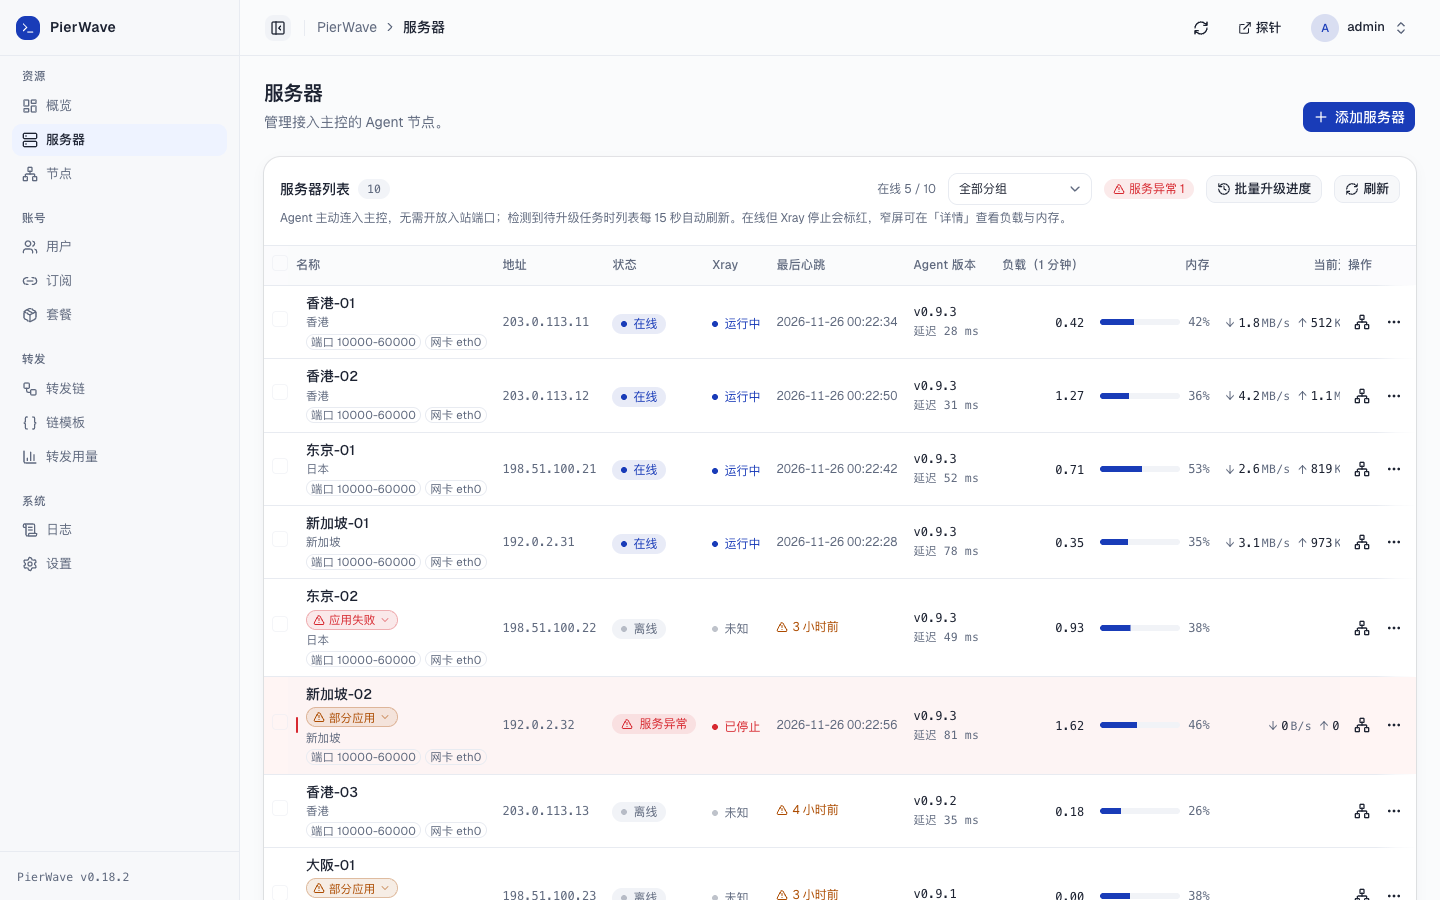 PierWave
PierWave > 服务器
探针
A
admin
资源
概览
服务器
节点
账号
用户
订阅
套餐
转发
转发链
链模板
转发用量
系统
日志
设置
PierWave v0.18.2
服务器
管理接入主控的 Agent 节点。
添加服务器
服务器列表 10
在线 5 / 10
全部分组
服务异常 1
批量升级进度
刷新
Agent 主动连入主控，无需开放入站端口；检测到待升级任务时列表每 15 秒自动刷新。在线但 Xray 停止会标红，窄屏可在「详情」查看负载与内存。
名称 地址 状态 Xray 最后心跳 Agent 版本 负载（1 分钟） 内存 当前 操作
香港-01
香港
端口 10000-60000 网卡 eth0
203.0.113.11 在线 运行中 2026-11-26 00:22:34
v0.9.3
延迟 28 ms
0.42 42% ↓ 1.8MB/s ↑ 512K
香港-02
香港
端口 10000-60000 网卡 eth0
203.0.113.12 在线 运行中 2026-11-26 00:22:50
v0.9.3
延迟 31 ms
1.27 36% ↓ 4.2MB/s ↑ 1.1M
东京-01
日本
端口 10000-60000 网卡 eth0
198.51.100.21 在线 运行中 2026-11-26 00:22:42
v0.9.3
延迟 52 ms
0.71 53% ↓ 2.6MB/s ↑ 819K
新加坡-01
新加坡
端口 10000-60000 网卡 eth0
192.0.2.31 在线 运行中 2026-11-26 00:22:28
v0.9.3
延迟 78 ms
0.35 35% ↓ 3.1MB/s ↑ 973K
东京-02
应用失败
日本
端口 10000-60000 网卡 eth0
198.51.100.22 离线 未知 3 小时前
v0.9.3
延迟 49 ms
0.93 38%
新加坡-02
部分应用
新加坡
端口 10000-60000 网卡 eth0
192.0.2.32 服务异常 已停止 2026-11-26 00:22:56
v0.9.3
延迟 81 ms
1.62 46% ↓ 0B/s ↑ 0
香港-03
香港
端口 10000-60000 网卡 eth0
203.0.113.13 离线 未知 4 小时前
v0.9.2
延迟 35 ms
0.18 26%
大阪-01
部分应用
198.51.100.23 离线 未知 3 小时前
v0.9.1
0.00 38%